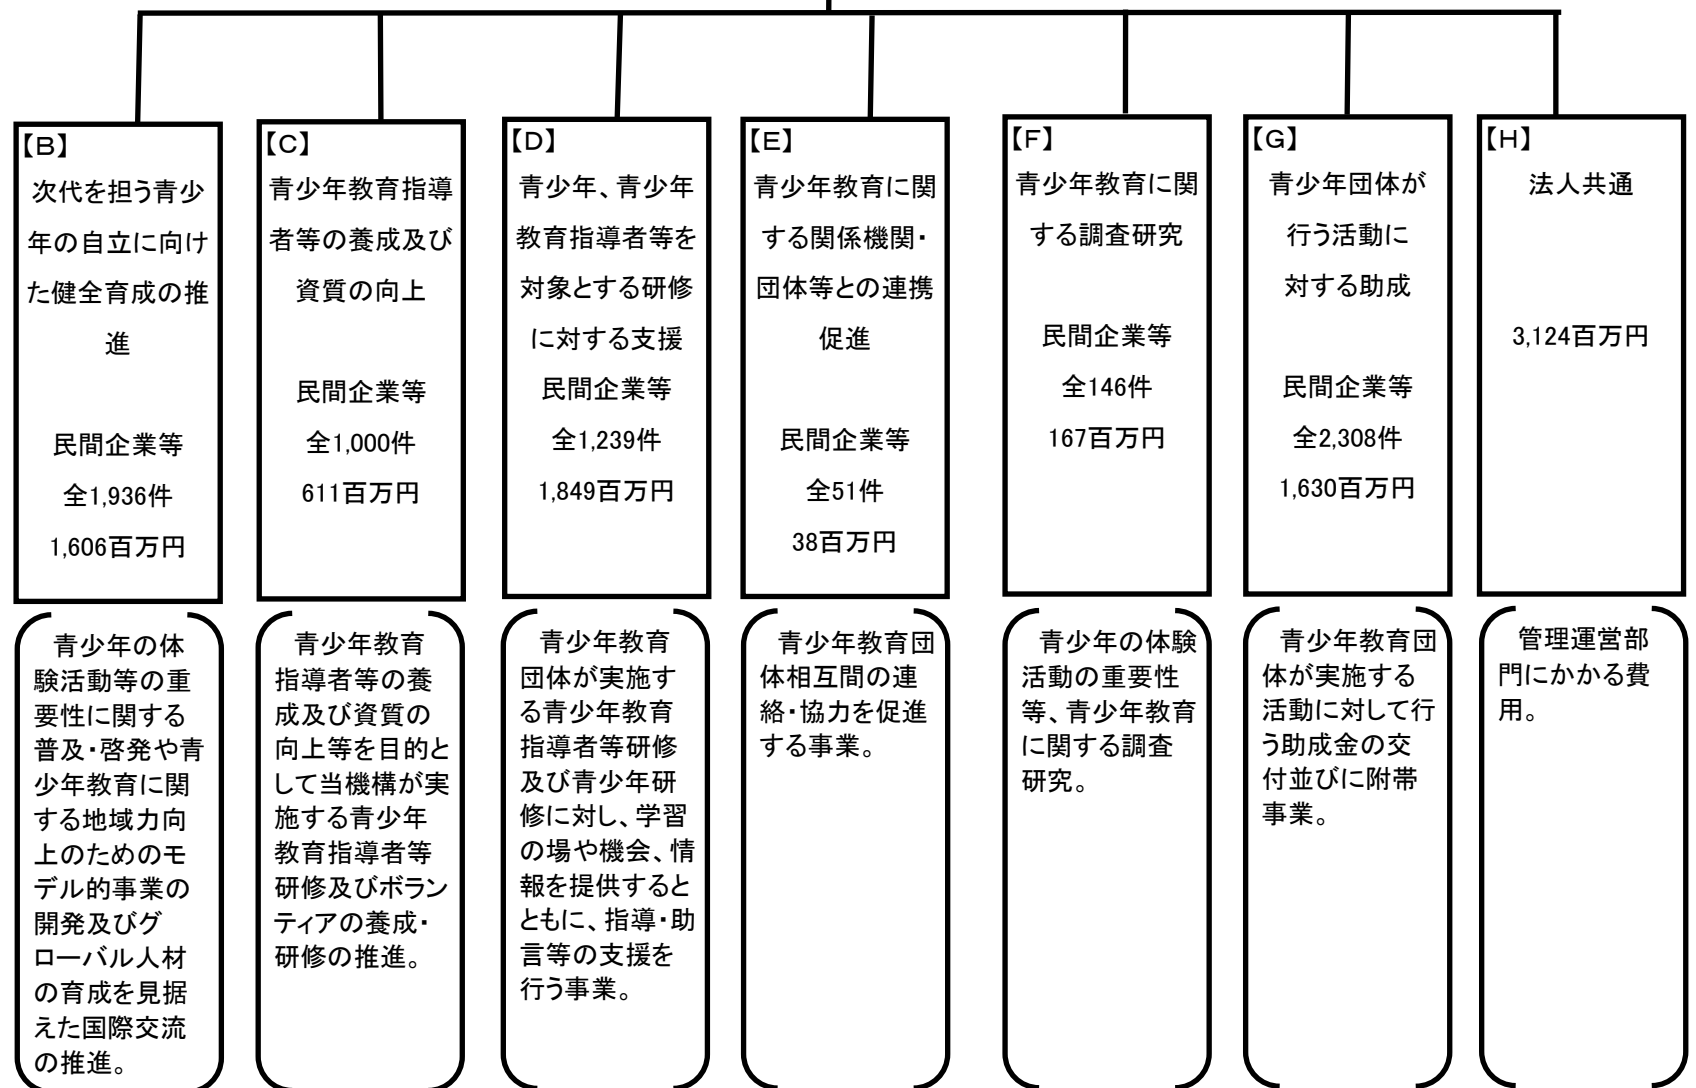 【B】
次代を担う青少
年の自立に向け
た健全育成の推
進
民間企業等
全1,936件
1,606百万円
【C】
青少年教育指導
者等の養成及び
資質の向上
民間企業等
全1,000件
611百万円
【D】
青少年、青少年
教育指導者等を
対象とする研修
に対する支援
民間企業等
全1,239件
1,849百万円
【E】
青少年教育に関
する関係機関・
団体等との連携
促進
民間企業等
全51件
38百万円
【F】
青少年教育に関
する調査研究
民間企業等
全146件
167百万円
【G】
青少年団体が
行う活動に
対する助成
民間企業等
全2,308件
1,630百万円
【H】
法人共通
3,124百万円
青少年の体
験活動等の重
要性に関する
普及・啓発や青
少年教育に関
する地域力向
上のためのモ
デル的事業の
開発及びグ
ローバル人材
の育成を見据
えた国際交流
の推進。
青少年教育
指導者等の養
成及び資質の
向上等を目的と
して当機構が実
施する青少年
教育指導者等
研修及びボラン
ティアの養成・
研修の推進。
青少年教育
団体が実施す
る青少年教育
指導者等研修
及び青少年研
修に対し、学習
の場や機会、情
報を提供すると
ともに、指導・助
言等の支援を
行う事業。
青少年教育団
体相互間の連
絡・協力を促進
する事業。
青少年の体験
活動の重要性
等、青少年教育
に関する調査
研究。
青少年教育団
体が実施する
活動に対して行
う助成金の交
付並びに附帯
事業。
管理運営部
門にかかる費
用。